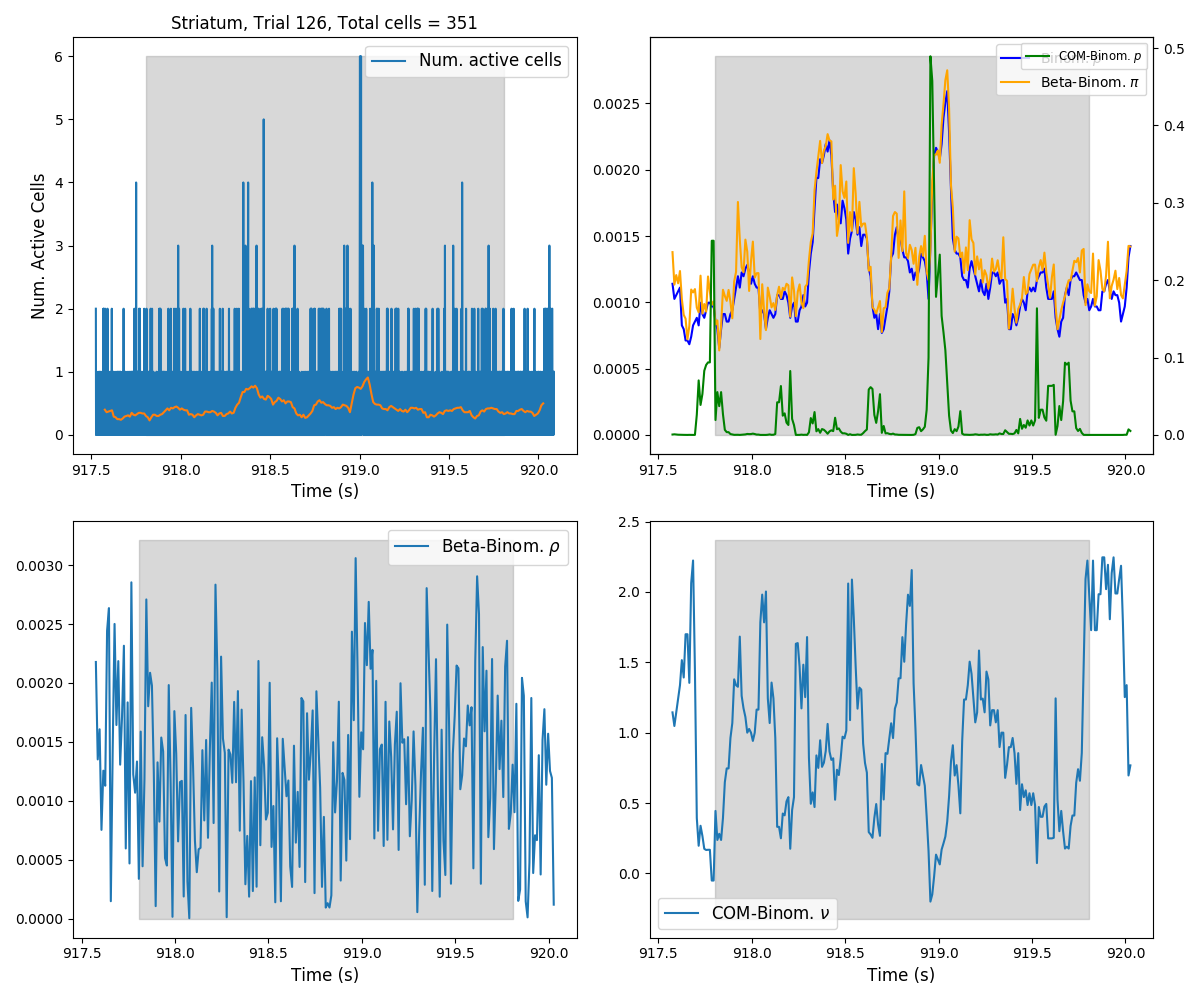 Striatum, Trial 126, Total cells = 351
Num. active cells
Num. Active Cells
6
5
4
3
2
1
0
917.5 918.0 918.5 919.0 919.5 920.0
Time (s)
COM-Binom. p
Beta-Binom. π
0.0025
0.0020
0.0015
0.0010
0.0005
0.0000
0.5
0.4
0.3
0.2
0.1
0.0
917.5 918.0 918.5 919.0 919.5 920.0
Time (s)
Beta-Binom. ρ
0.0030
0.0025
0.0020
0.0015
0.0010
0.0005
0.0000
917.5 918.0 918.5 919.0 919.5 920.0
Time (s)
2.5
2.0
1.5
1.0
0.5
0.0
COM-Binom. ν
917.5 918.0 918.5 919.0 919.5 920.0
Time (s)